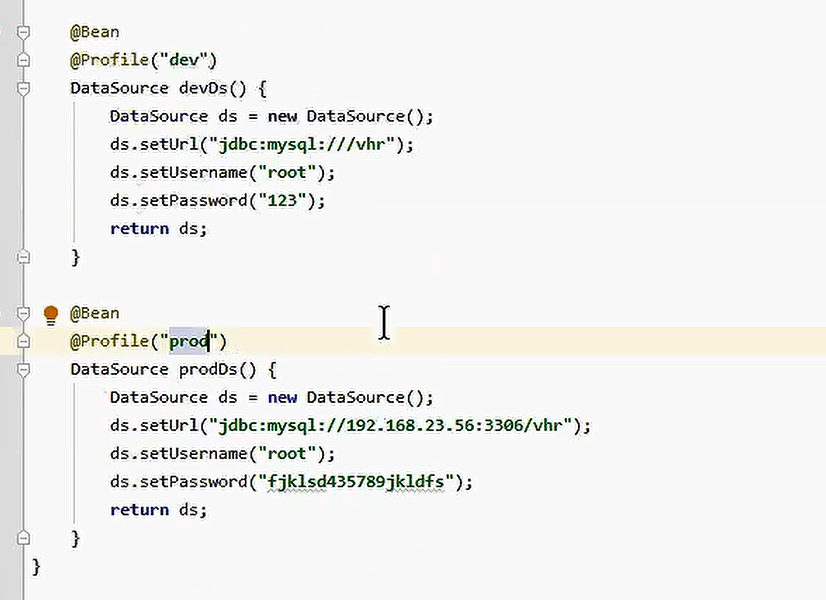 @Bean
@Profile("dev")
DataSource devDs() {
DataSource ds = new DataSource();
ds.setUrl("jdbc:mysql:///vhr");
ds.setUsername("root");
ds.setPassword("123");
return ds;
}
@Bean
@Profile("prod")
DataSource prodDs() {
DataSource ds = new DataSource();
ds.setUrl("jdbc:mysql://192.168.23.56:3306/vhr");
ds.setUsername("root");
ds.setPassword("fjklsd435789jkldfs");
return ds;
}
}